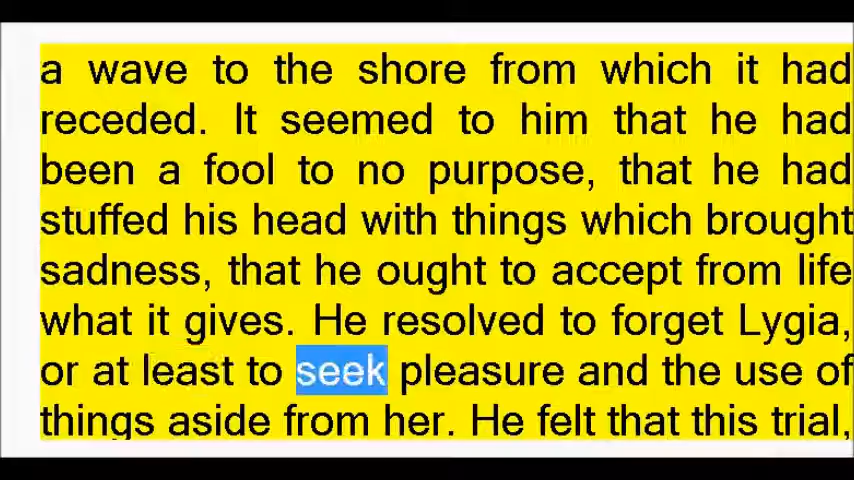 a wave to the shore from which it had
receded. It seemed to him that he had
been a fool to no purpose, that he had
stuffed his head with things which brought
sadness, that he ought to accept from life
what it gives. He resolved to forget Lygia,
or at least to seek pleasure and the use of
things aside from her. He felt that this trial,